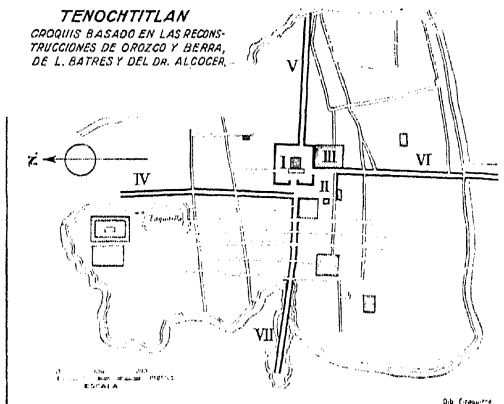 TENOCHTITLAN
CROQUIS BASADO EN LAS RECONS-
TRUCCIONES DE OROZCO Y BERRA,
DE L. BATRES Y DEL DR. ALCOCER.
V
I
III
VI
N.
IV
II
VII
ESCALA
Dib.